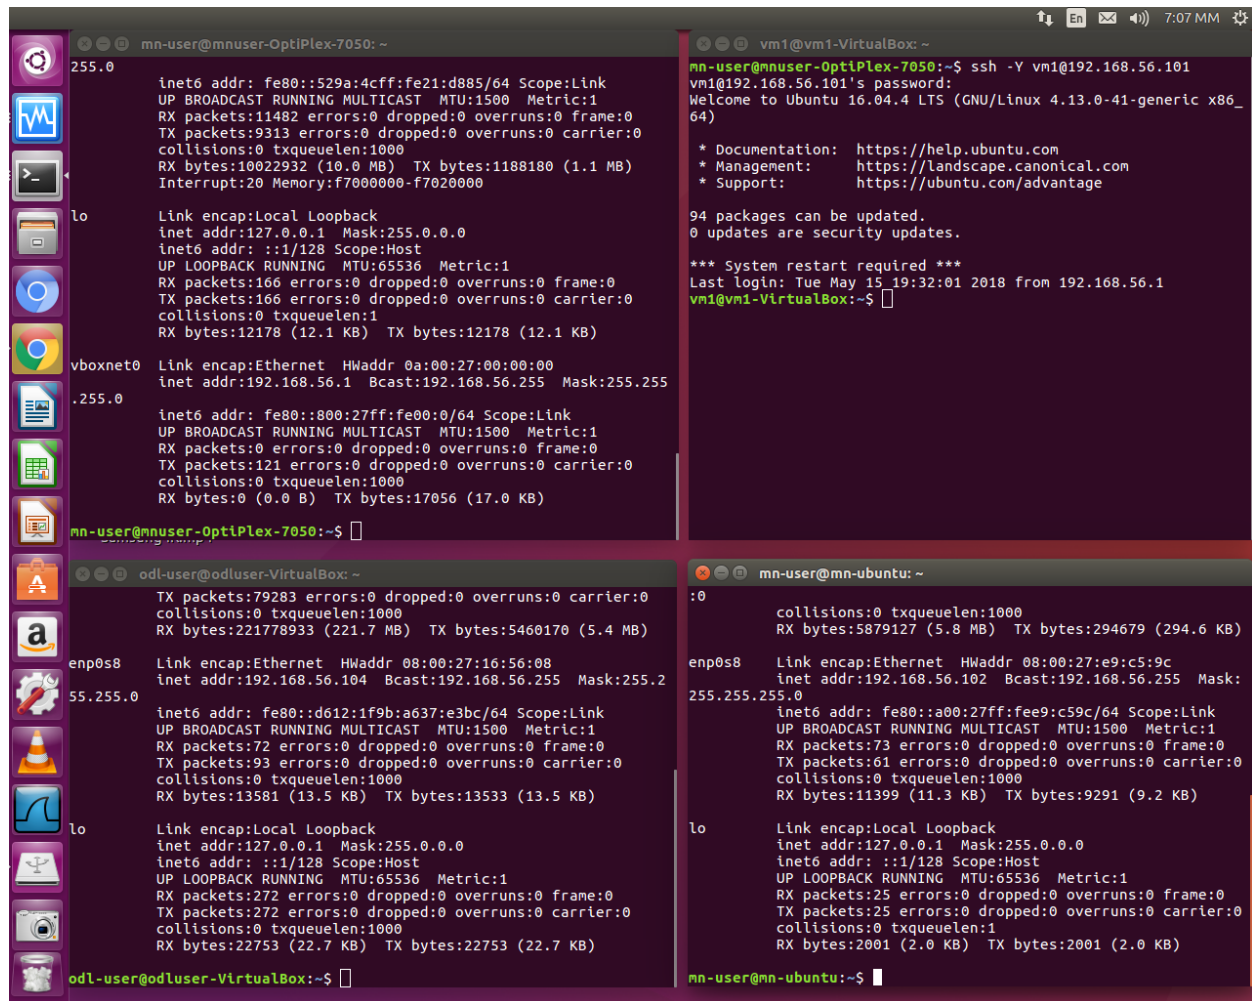 En 7:07 MM
mn-user@mnuser-OptiPlex-7050: ~
255.0
inet6 addr: fe80::529a:4cff:fe21:d885/64 Scope:Link
UP BROADCAST RUNNING MULTICAST  MTU:1500  Metric:1
RX packets:11482 errors:0 dropped:0 overruns:0 frame:0
TX packets:9313 errors:0 dropped:0 overruns:0 carrier:0
collisions:0 txqueuelen:1000
RX bytes:10022932 (10.0 MB)  TX bytes:1188180 (1.1 MB)
Interrupt:20 Memory:f7000000-f7020000
lo        Link encap:Local Loopback
inet addr:127.0.0.1  Mask:255.0.0.0
inet6 addr: ::1/128 Scope:Host
UP LOOPBACK RUNNING  MTU:65536  Metric:1
RX packets:166 errors:0 dropped:0 overruns:0 frame:0
TX packets:166 errors:0 dropped:0 overruns:0 carrier:0
collisions:0 txqueuelen:1
RX bytes:12178 (12.1 KB)  TX bytes:12178 (12.1 KB)
vboxnet0  Link encap:Ethernet  HWaddr 0a:00:27:00:00:00
inet addr:192.168.56.1  Bcast:192.168.56.255  Mask:255.255
.255.0
inet6 addr: fe80::800:27ff:fe00:0/64 Scope:Link
UP BROADCAST RUNNING MULTICAST  MTU:1500  Metric:1
RX packets:0 errors:0 dropped:0 overruns:0 frame:0
TX packets:121 errors:0 dropped:0 overruns:0 carrier:0
collisions:0 txqueuelen:1000
RX bytes:0 (0.0 B)  TX bytes:17056 (17.0 KB)
mn-user@mnuser-OptiPlex-7050:~$
vm1@vm1-VirtualBox: ~
mn-user@mnuser-OptiPlex-7050:~$ ssh -Y vm1@192.168.56.101
vm1@192.168.56.101's password:
Welcome to Ubuntu 16.04.4 LTS (GNU/Linux 4.13.0-41-generic x86_
64)
* Documentation:  https://help.ubuntu.com
* Management:     https://landscape.canonical.com
* Support:        https://ubuntu.com/advantage
94 packages can be updated.
0 updates are security updates.
*** System restart required ***
Last login: Tue May 15 19:32:01 2018 from 192.168.56.1
vm1@vm1-VirtualBox:~$
odl-user@odluser-VirtualBox: ~
TX packets:79283 errors:0 dropped:0 overruns:0 carrier:0
collisions:0 txqueuelen:1000
RX bytes:221778933 (221.7 MB)  TX bytes:5460170 (5.4 MB)
enp0s8    Link encap:Ethernet  HWaddr 08:00:27:16:56:08
inet addr:192.168.56.104  Bcast:192.168.56.255  Mask:255.2
55.255.0
inet6 addr: fe80::d612:1f9b:a637:e3bc/64 Scope:Link
UP BROADCAST RUNNING MULTICAST  MTU:1500  Metric:1
RX packets:72 errors:0 dropped:0 overruns:0 frame:0
TX packets:93 errors:0 dropped:0 overruns:0 carrier:0
collisions:0 txqueuelen:1000
RX bytes:13581 (13.5 KB)  TX bytes:13533 (13.5 KB)
lo        Link encap:Local Loopback
inet addr:127.0.0.1  Mask:255.0.0.0
inet6 addr: ::1/128 Scope:Host
UP LOOPBACK RUNNING  MTU:65536  Metric:1
RX packets:272 errors:0 dropped:0 overruns:0 frame:0
TX packets:272 errors:0 dropped:0 overruns:0 carrier:0
collisions:0 txqueuelen:1000
RX bytes:22753 (22.7 KB)  TX bytes:22753 (22.7 KB)
odl-user@odluser-VirtualBox:~$
mn-user@mn-ubuntu: ~
:0
collisions:0 txqueuelen:1000
RX bytes:5879127 (5.8 MB)  TX bytes:294679 (294.6 KB)
enp0s8    Link encap:Ethernet  HWaddr 08:00:27:e9:c5:9c
inet addr:192.168.56.102  Bcast:192.168.56.255  Mask:
255.255.255.0
inet6 addr: fe80::a00:27ff:fee9:c59c/64 Scope:Link
UP BROADCAST RUNNING MULTICAST  MTU:1500  Metric:1
RX packets:73 errors:0 dropped:0 overruns:0 frame:0
TX packets:61 errors:0 dropped:0 overruns:0 carrier:0
collisions:0 txqueuelen:1000
RX bytes:11399 (11.3 KB)  TX bytes:9291 (9.2 KB)
lo        Link encap:Local Loopback
inet addr:127.0.0.1  Mask:255.0.0.0
inet6 addr: ::1/128 Scope:Host
UP LOOPBACK RUNNING  MTU:65536  Metric:1
RX packets:25 errors:0 dropped:0 overruns:0 frame:0
TX packets:25 errors:0 dropped:0 overruns:0 carrier:0
collisions:0 txqueuelen:1
RX bytes:2001 (2.0 KB)  TX bytes:2001 (2.0 KB)
mn-user@mn-ubuntu:~$